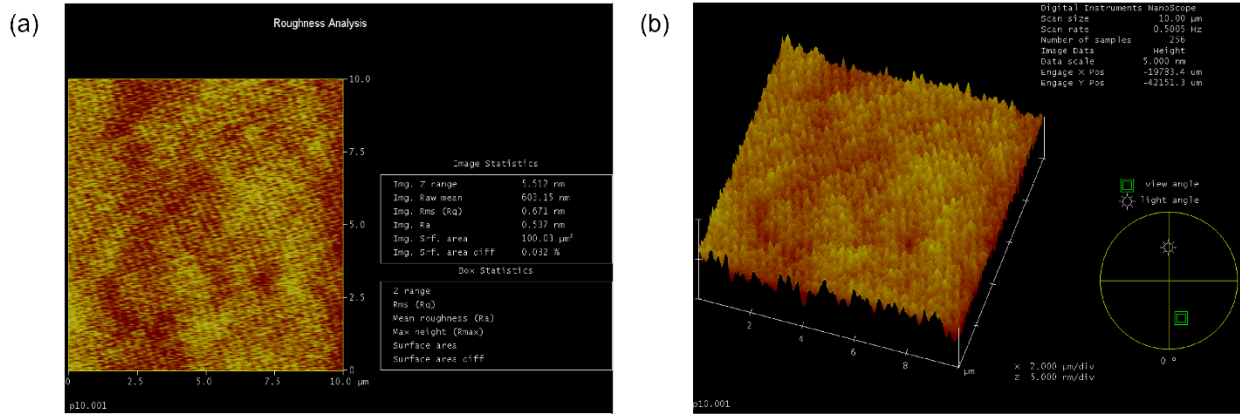 (a)
Roughness Analysis
10.0
7.5
5.0
2.5
0
0 2.5 5.0 7.5 10.0 µm
Image Statistics
Img. Z range 5.512 nm
Img. Raw mean 603.15 nm
Img. Rms (Rq) 0.671 nm
Img. Ra 0.537 nm
Img. Srf. area 100.03 µm²
Img. Srf. area diff 0.032 %
Box Statistics
Z range
Rms (Rq)
Mean roughness (Ra)
Max height (Rmax)
Surface area
Surface area diff
p10.001
(b)
Digital Instruments NanoScope
Scan size 10.00 µm
Scan rate 0.5005 Hz
Number of samples 256
Image Data Height
Data scale 5.000 nm
Engage X Pos -19783.4 um
Engage Y Pos -42151.3 um
view angle
light angle
0 °
2
4
6
8
µm
X 2.000 µm/div
Z 5.000 nm/div
p10.001